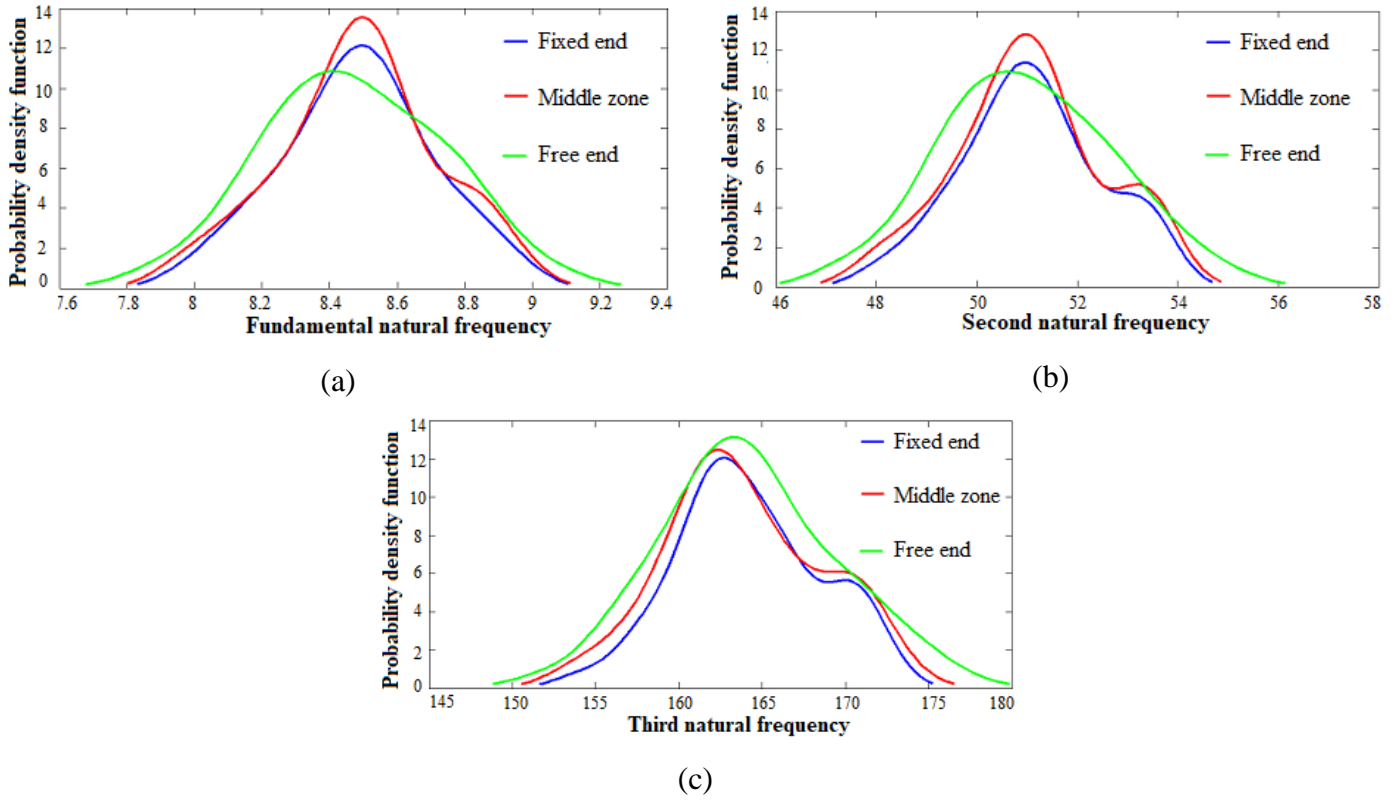 14
12
10
8
6
4
2
0
Probability density function
Fixed end
Middle zone
Free end
7.6 7.8 8 8.2 8.4 8.6 8.8 9 9.2 9.4
Fundamental natural frequency
(a)
14
12
10
8
6
4
2
0
Probability density function
Fixed end
Middle zone
Free end
46 48 50 52 54 56 58
Second natural frequency
(b)
14
12
10
8
6
4
2
0
Probability density function
Fixed end
Middle zone
Free end
145 150 155 160 165 170 175 180
Third natural frequency
(c)